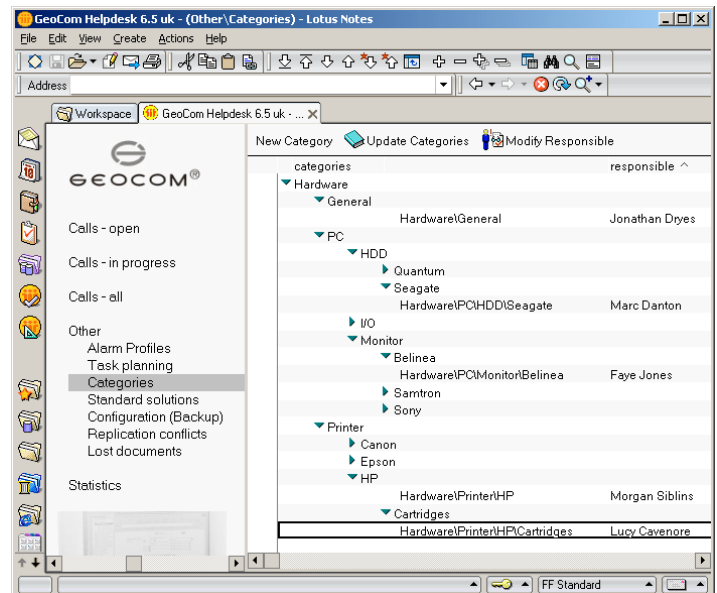 GeoCom Helpdesk 6.5 uk - (Other\Categories) - Lotus Notes
File Edit View Create Actions Help
Address
Workspace GeoCom Helpdesk 6.5 uk - ... X
GEOCOM®
New Category Update Categories Modify Responsible
categories responsible ^
Calls - open
Calls - in progress
Calls - all
Other
Alarm Profiles
Task planning
Categories
Standard solutions
Configuration (Backup)
Replication conflicts
Lost documents
Statistics
Hardware
General
Hardware\General Jonathan Dryes
PC
HDD
Quantum
Seagate
Hardware\PC\HDD\Seagate Marc Danton
I/O
Monitor
Belinea
Hardware\PC\Monitor\Belinea Faye Jones
Samtron
Sony
Printer
Canon
Epson
HP
Hardware\Printer\HP Morgan Siblins
Cartridges
Hardware\Printer\HP\Cartridges Lucy Cavenore
FF Standard